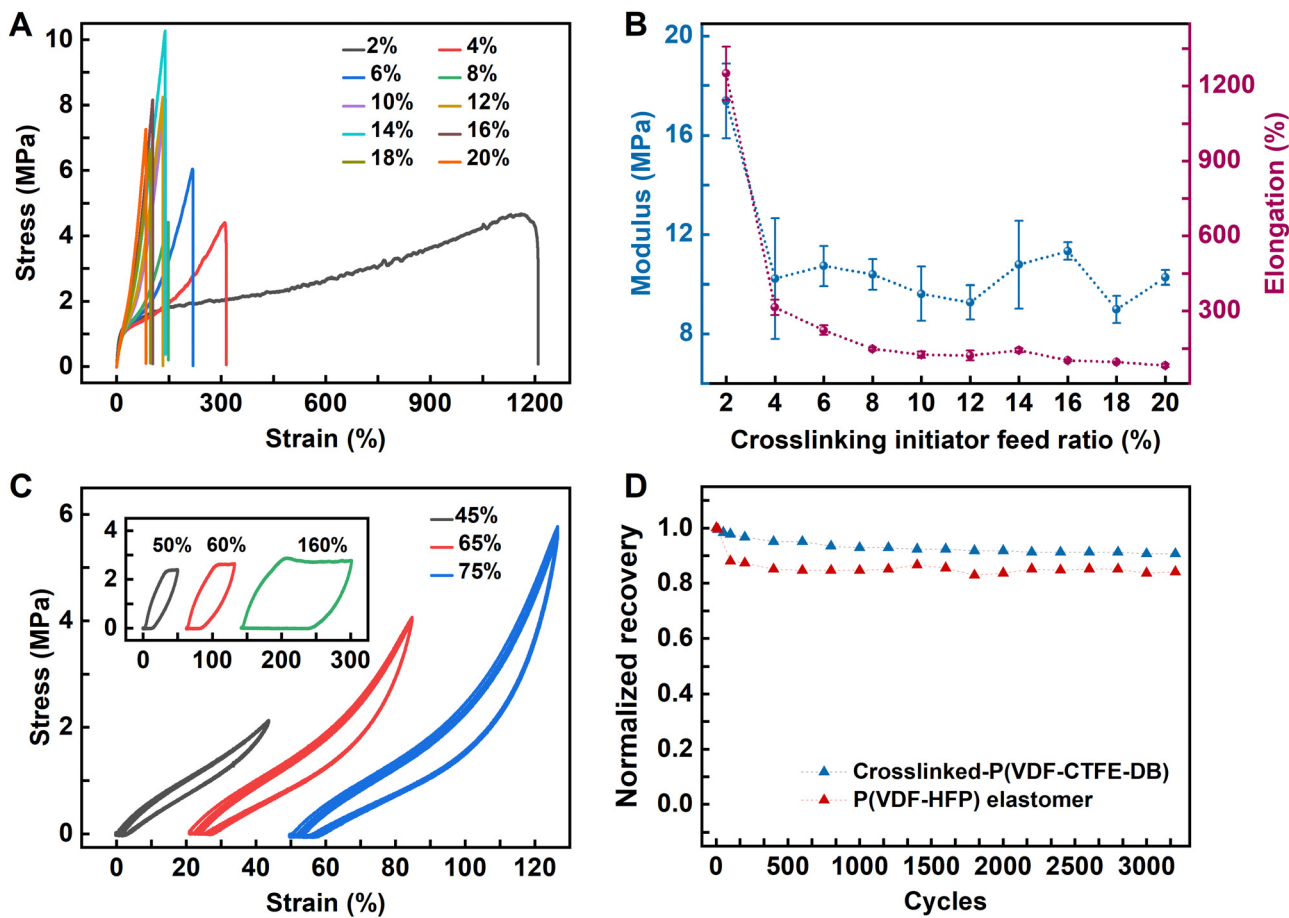 A
10
8
6
4
2
0
Stress (MPa)
2% 4%
6% 8%
10% 12%
14% 16%
18% 20%
0 300 600 900 1200
Strain (%)
B
20
16
12
8
Modulus (MPa)
1200
900
600
300
Elongation (%)
2 4 6 8 10 12 14 16 18 20
Crosslinking initiator feed ratio (%)
C
6
4
2
0
Stress (MPa)
4
2
0
50% 60% 160%
0 100 200 300
45%
65%
75%
0 20 40 60 80 100 120
Strain (%)
D
1.0
0.8
0.6
0.4
0.2
0.0
Normalized recovery
Crosslinked-P(VDF-CTFE-DB)
P(VDF-HFP) elastomer
0 500 1000 1500 2000 2500 3000
Cycles